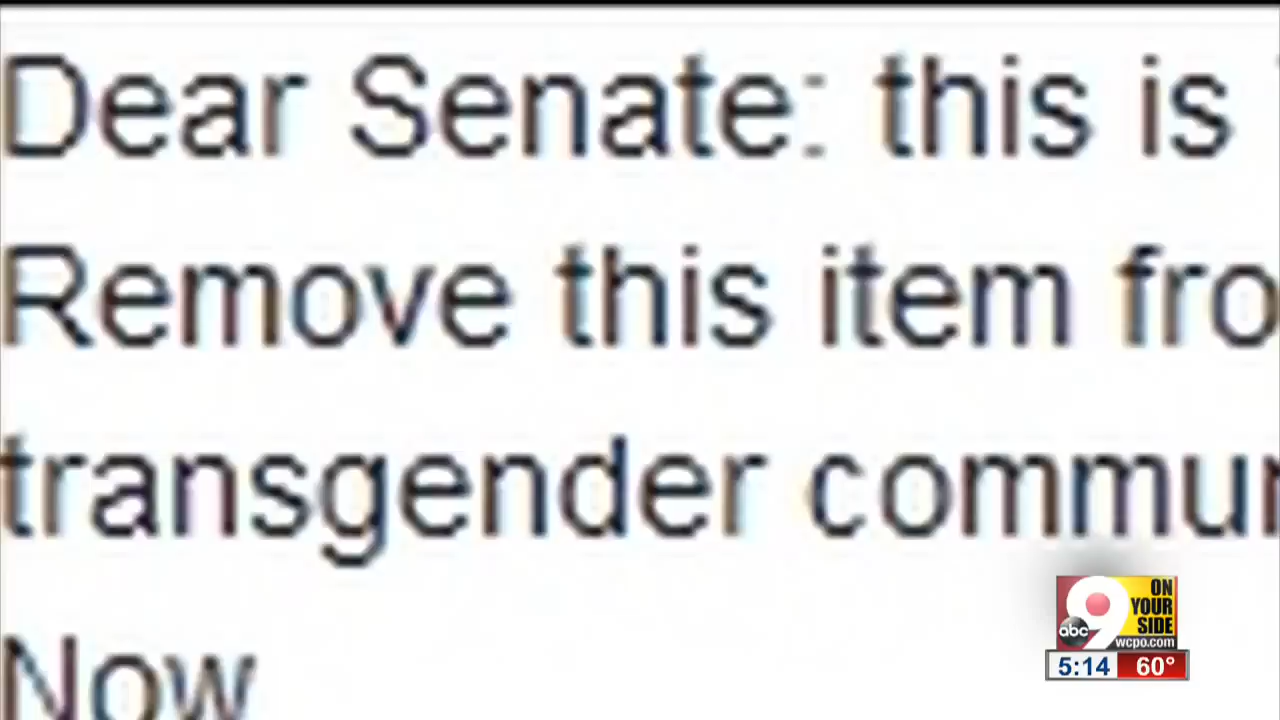 Dear Senate: this is
Remove this item fro
transgender commun
Now
9
abc
ON
YOUR
SIDE
wcpo.com
5:14 60°